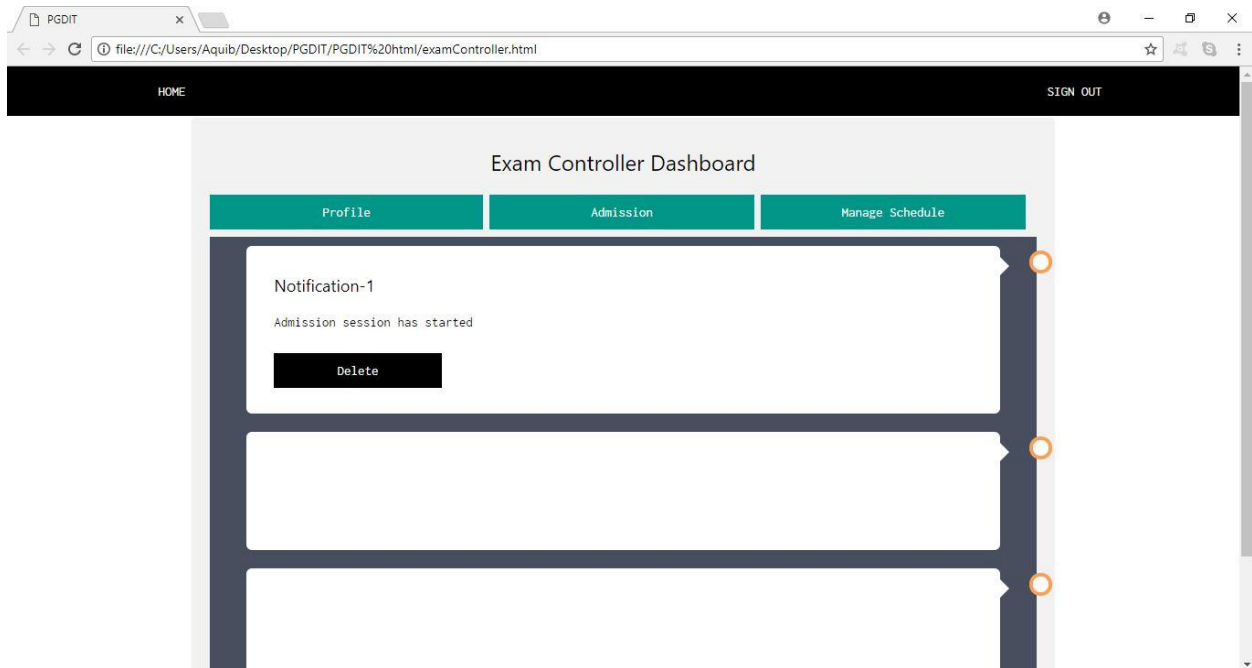 PGDIT
file:///C:/Users/Aquib/Desktop/PGDIT/PGDIT%20html/examController.html
HOME SIGN OUT
Exam Controller Dashboard
Profile Admission Manage Schedule
Notification-1
Admission session has started
Delete